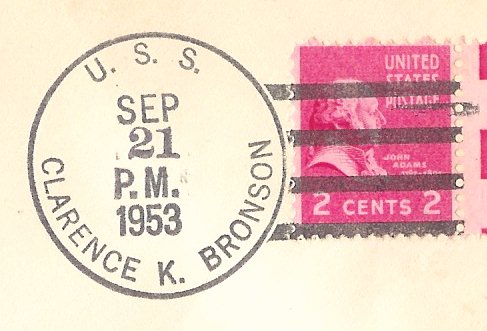 U. S. S.
SEP
21
P.M.
1953
CLARENCE K. BRONSON
UNITED
STATES
POSTAGE
JOHN
ADAMS
2 CENTS 2